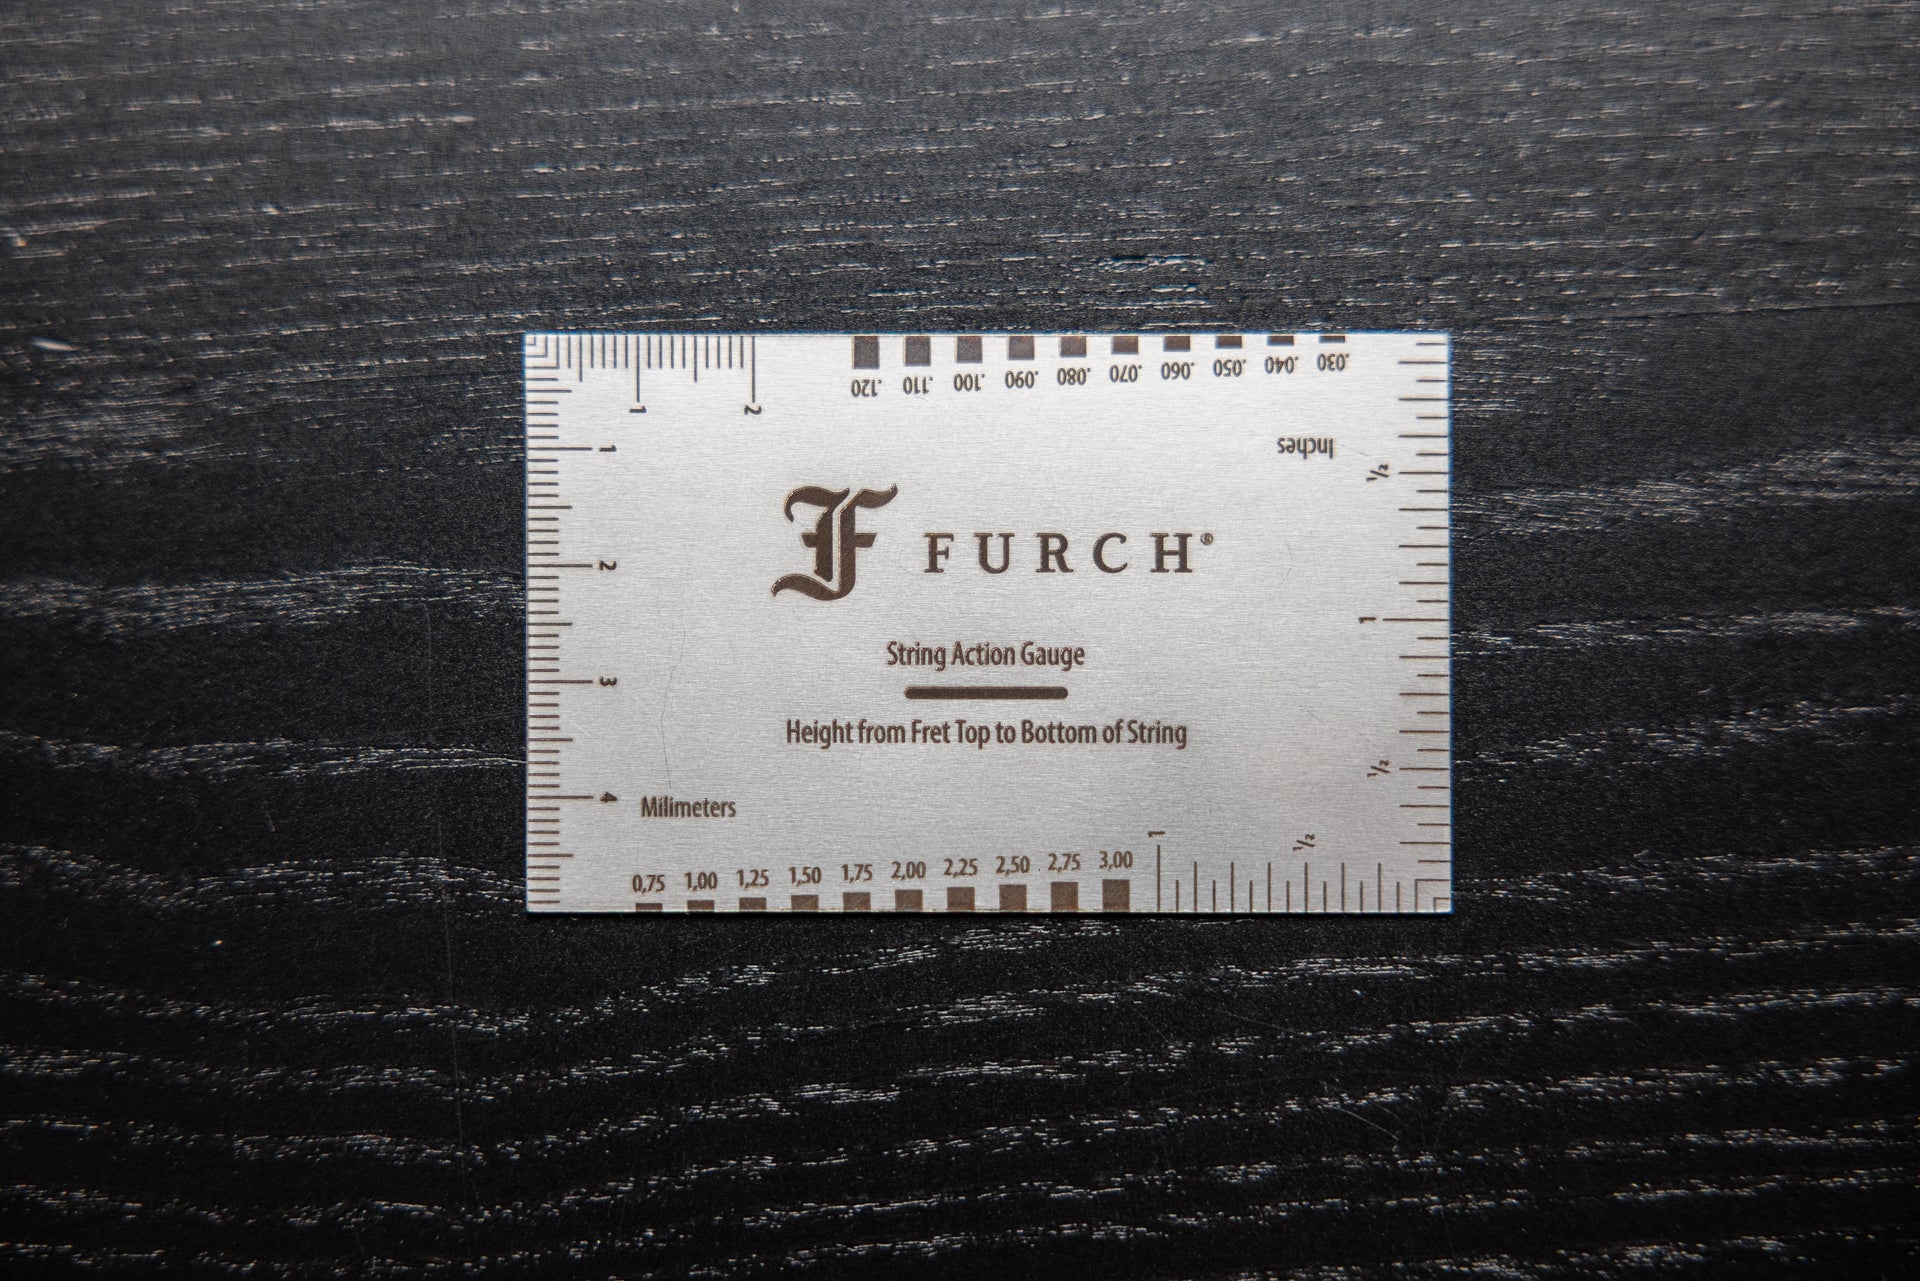 1 2
.120 .110 .100 .090 .080 .070 .060 .050 .040 .030
Inches
1
2
3
4
½
1
½
F FURCH®
String Action Gauge
Height from Fret Top to Bottom of String
Milimeters
0,75 1,00 1,25 1,50 1,75 2,00 2,25 2,50 2,75 3,00
1 ½